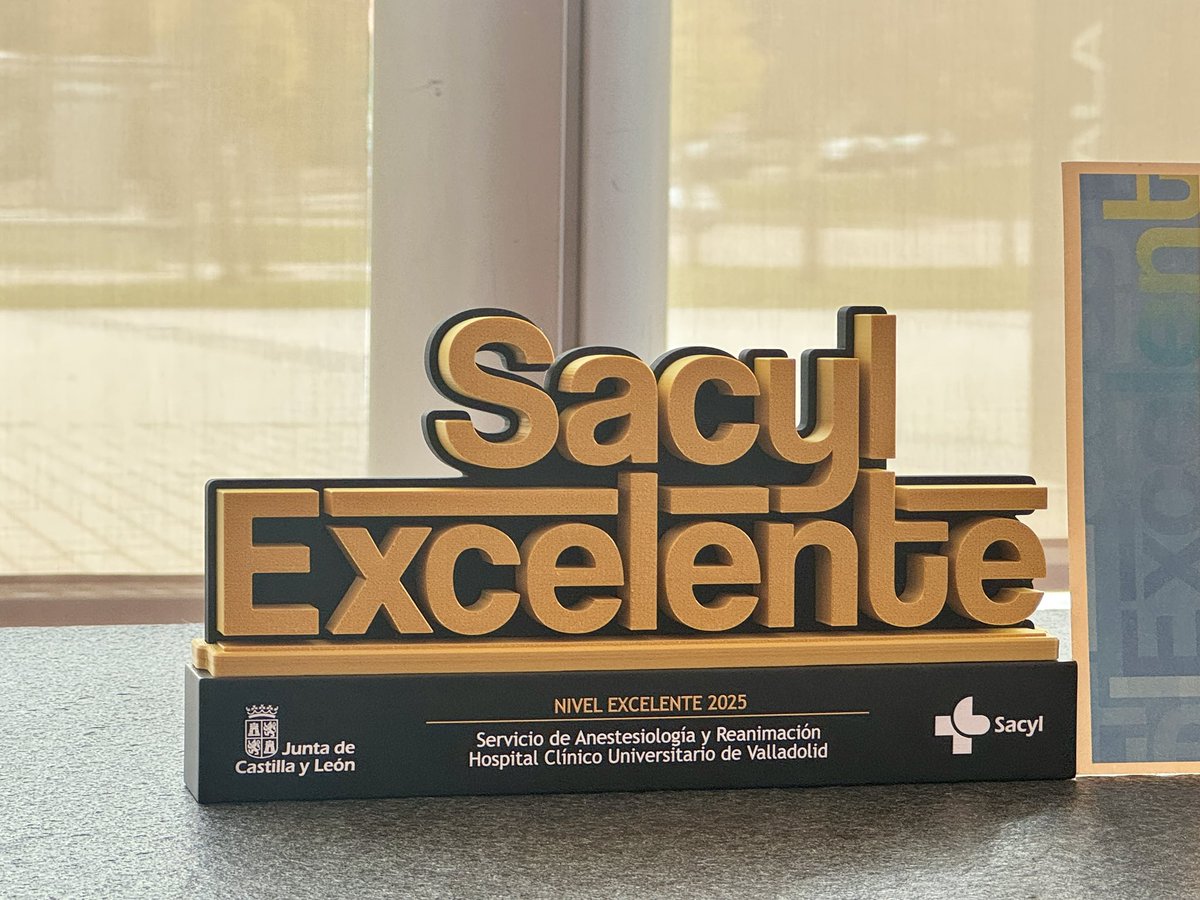 Sacyl
Excelente
NIVEL EXCELENTE 2025
Servicio de Anestesiología y Reanimación
Hospital Clínico Universitario de Valladolid
Junta de
Castilla y León
Sacyl